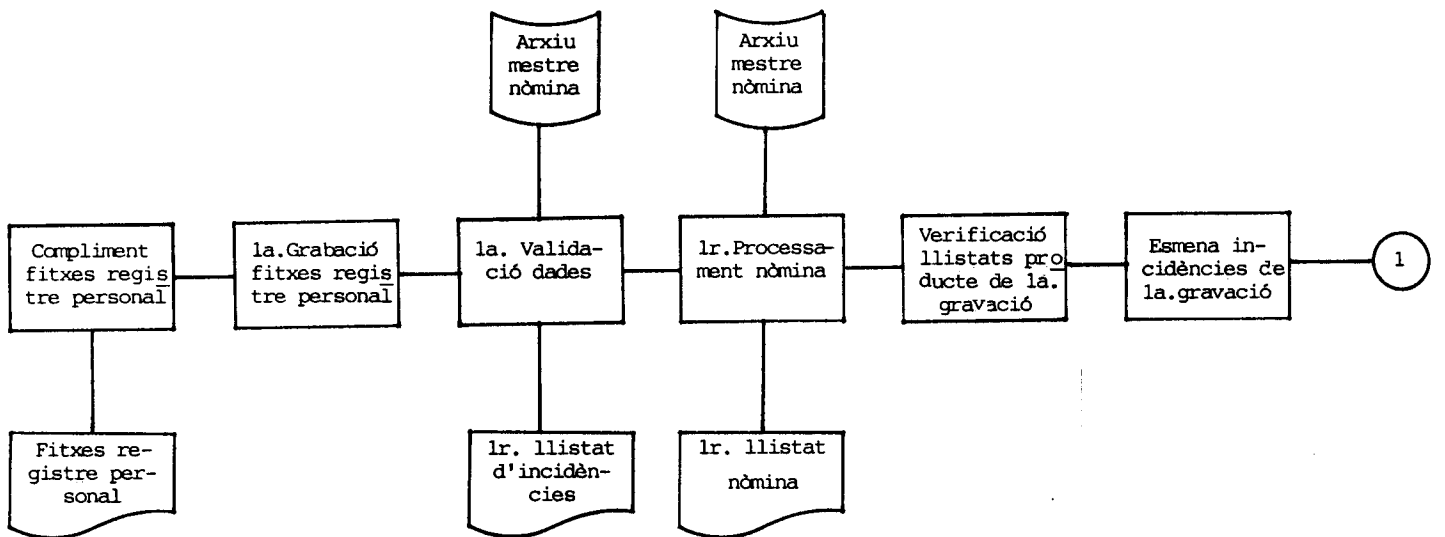 Arxiu
mestre
nòmina
Arxiu
mestre
nòmina
Compliment
fitxes regis
tre personal
la.Grabació
fitxes regis
tre personal
la. Valida-
ció dades
lr.Processa-
ment nòmina
Verificació
llistats pro
ducte de la.
gravació
Esmena in-
cidències de
la.gravació
1
Fitxes re-
gistre per-
sonal
lr. llistat
d'incidèn-
cies
lr. llistat
nòmina